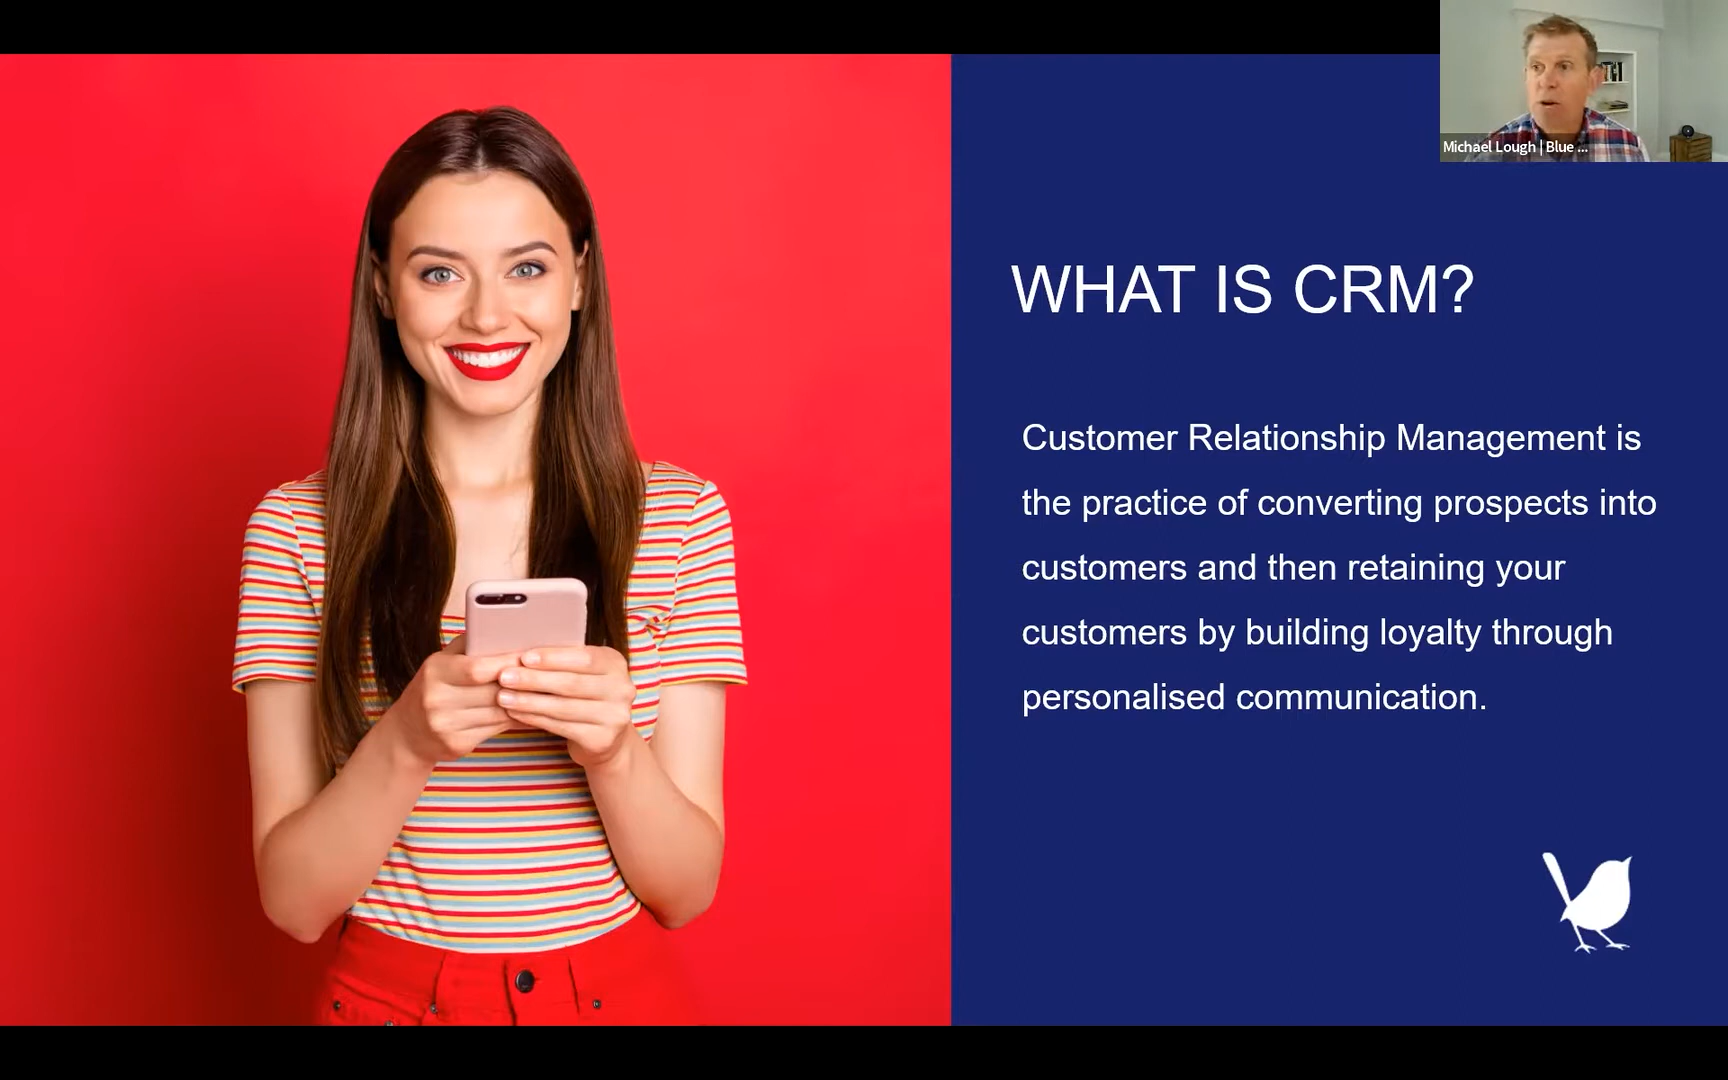 Michael Lough | Blue ...
WHAT IS CRM?
Customer Relationship Management is
the practice of converting prospects into
customers and then retaining your
customers by building loyalty through
personalised communication.